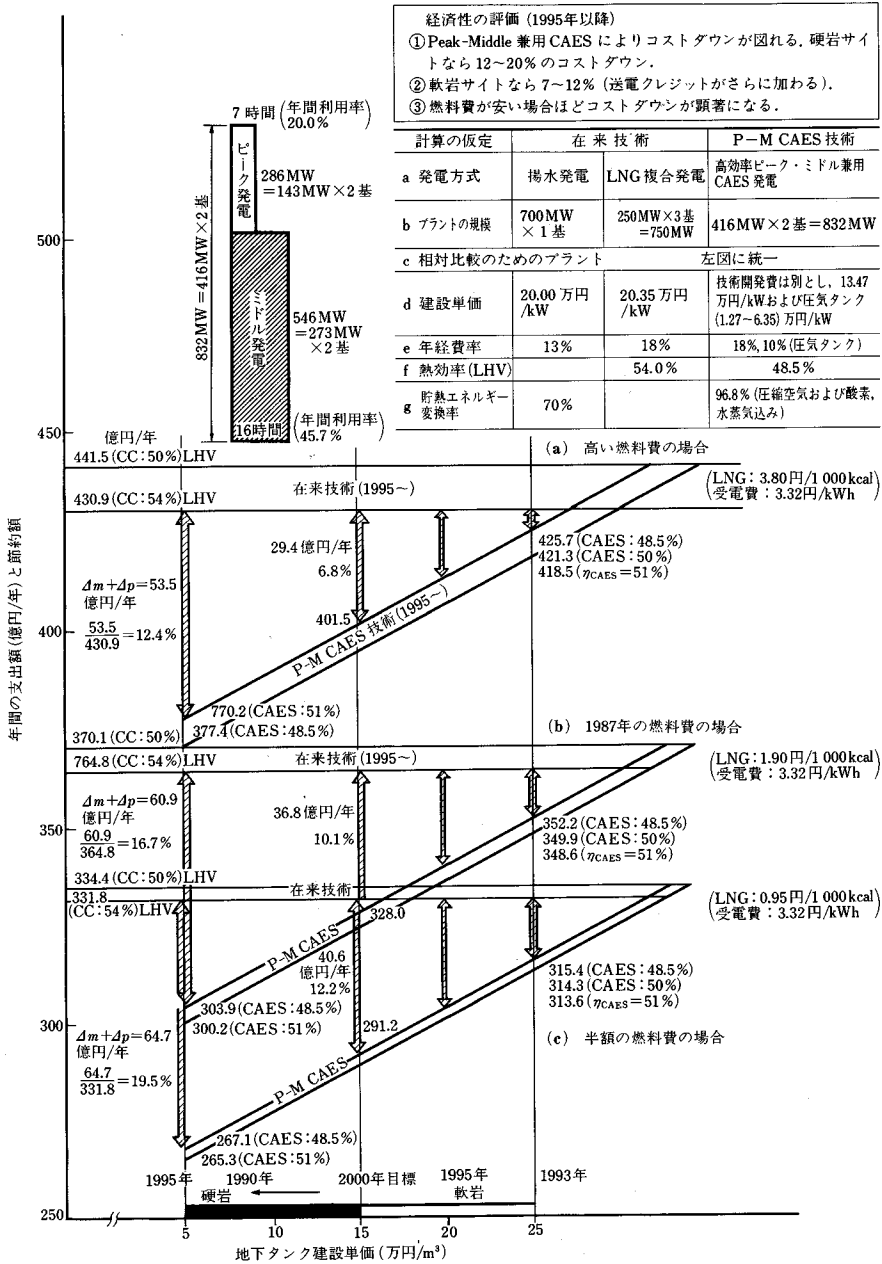 経済性の評価 (1995年以降)
①Peak-Middle 兼用 CAES によりコストダウンが図れる. 硬岩サイ
トなら 12~20% のコストダウン.
②軟岩サイトなら 7~12% (送電クレジットがさらに加わる).
③燃料費が安い場合ほどコストダウンが顕著になる.
計算の仮定 在来技術 P-M CAES 技術
a 発電方式 揚水発電 LNG 複合発電 高効率ピーク・ミドル兼用
CAES 発電
b プラントの規模 700MW
×1基 250MW×3基
=750MW 416MW×2基=832MW
c 相対比較のためのプラント 左図に統一
d 建設単価 20.00 万円
/kW 20.35 万円
/kW 技術開発費は別とし, 13.47
万円/kWおよび圧気タンク
(1.27~6.35) 万円/kW
e 年経費率 13% 18% 18%, 10% (圧気タンク)
f 熱効率(LHV) 54.0% 48.5%
g 貯熱エネルギー
変換率 70% 96.8% (圧縮空気および酸素,
水蒸気込み)
7 時間 (年間利用率)
20.0%
ピーク発電
286MW
=143MW×2基
832MW=416MW×2基
ミドル発電
546MW
=273MW
×2基
16時間 (年間利用率)
45.7%
年間の支出額(億円/年)と節約額
500
450
400
350
300
250
億円/年
441.5 (CC:50%)LHV
430.9 (CC:54%) LHV
在来技術(1995~)
(a) 高い燃料費の場合
(LNG:3.80円/1 000kcal)
受電費:3.32円/kWh
Δm+Δp=53.5
億円/年
53.5
430.9
=12.4%
29.4億円/年
6.8%
401.5
P-M CAES 技術(1995~)
425.7(CAES:48.5%)
421.3(CAES:50%)
418.5(ηCAES=51%)
770.2(CAES:51%)
377.4(CAES:48.5%)
370.1(CC:50%)
764.8 (CC:54%) LHV
在来技術(1995~)
(b) 1987年の燃料費の場合
(LNG:1.90円/1 000kcal)
受電費:3.32円/kWh
Δm+Δp=60.9
億円/年
60.9
364.8
=16.7%
36.8億円/年
10.1%
328.0
P-M CAES
352.2 (CAES:48.5%)
349.9 (CAES:50%)
348.6 (ηCAES=51%)
303.9(CAES:48.5%)
300.2(CAES:51%)
334.4 (CC:50%)LHV
331.8
(CC:54%)LHV
在来技術
(LNG:0.95円/1 000kcal)
受電費:3.32円/kWh
Δm+Δp=64.7
億円/年
64.7
331.8
=19.5%
40.6
億円/年
12.2%
291.2
P-M CAES
315.4(CAES:48.5%)
314.3(CAES:50%)
313.6(ηCAES=51%)
(c) 半額の燃料費の場合
267.1(CAES:48.5%)
265.3(CAES:51%)
1995年 1990年 2000年目標 1995年 1993年
硬岩 軟岩
5 10 15 20 25
地下タンク建設単価(万円/m³)